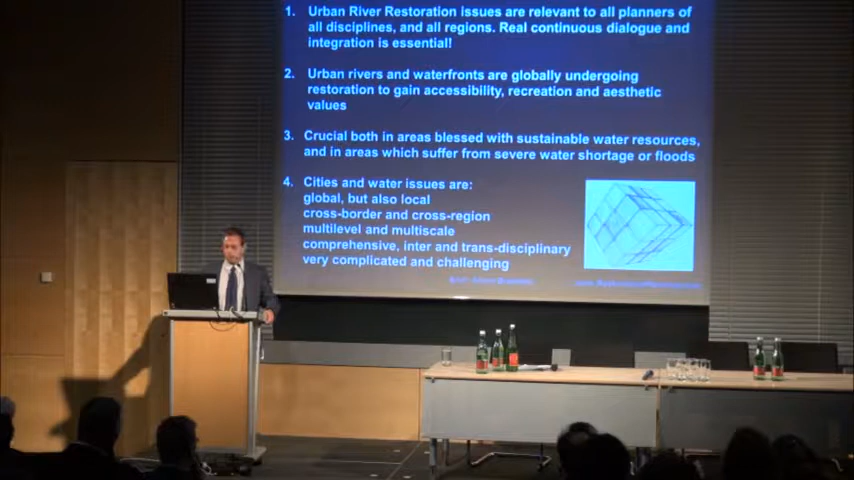 1. Urban River Restoration issues are relevant to all planners of
all disciplines, and all regions. Real continuous dialogue and
integration is essential!
2. Urban rivers and waterfronts are globally undergoing
restoration to gain accessibility, recreation and aesthetic
values
3. Crucial both in areas blessed with sustainable water resources,
and in areas which suffer from severe water shortage or floods
4. Cities and water issues are:
global, but also local
cross-border and cross-region
multilevel and multiscale
comprehensive, inter and trans-disciplinary
very complicated and challenging